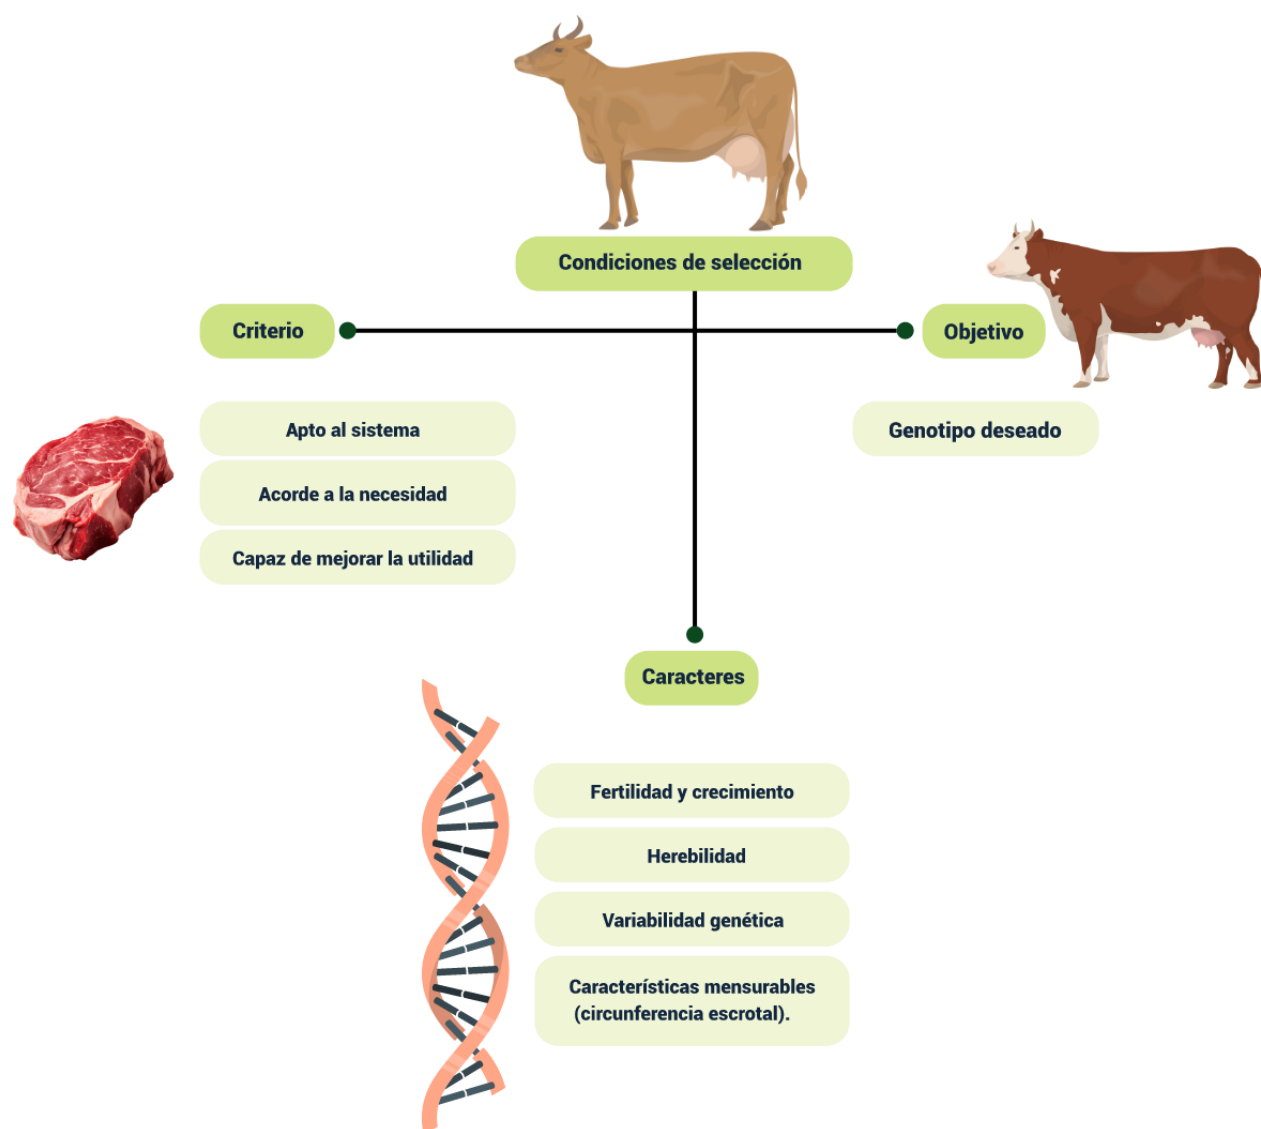 Condiciones de selección
Criterio
Objetivo
Apto al sistema
Acorde a la necesidad
Capaz de mejorar la utilidad
Genotipo deseado
Caracteres
Fertilidad y crecimiento
Herebilidad
Variabilidad genética
Características mensurables
(circunferencia escrotal).